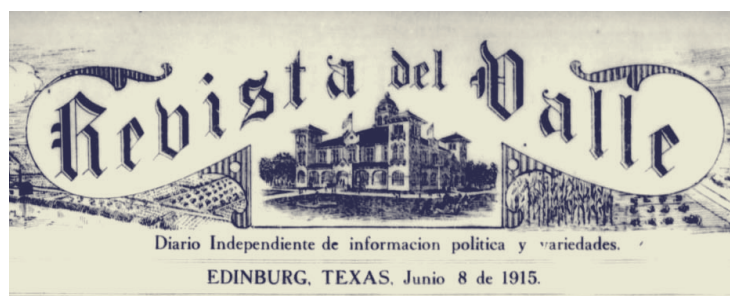 Revista del Valle
Diario Independiente de informacion politica y variedades.
EDINBURG, TEXAS, Junio 8 de 1915.